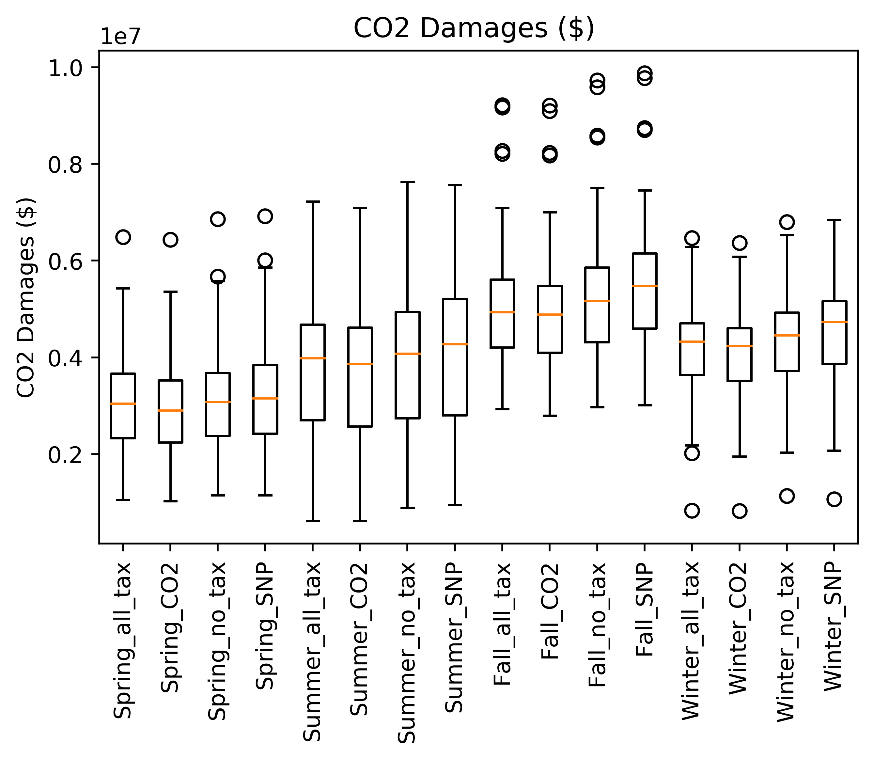 CO2 Damages ($)
1e7
1.0
0.8
0.6
0.4
0.2
CO2 Damages ($)
Spring_all_tax
Spring_CO2
Spring_no_tax
Spring_SNP
Summer_all_tax
Summer_CO2
Summer_no_tax
Summer_SNP
Fall_all_tax
Fall_CO2
Fall_no_tax
Fall_SNP
Winter_all_tax
Winter_CO2
Winter_no_tax
Winter_SNP